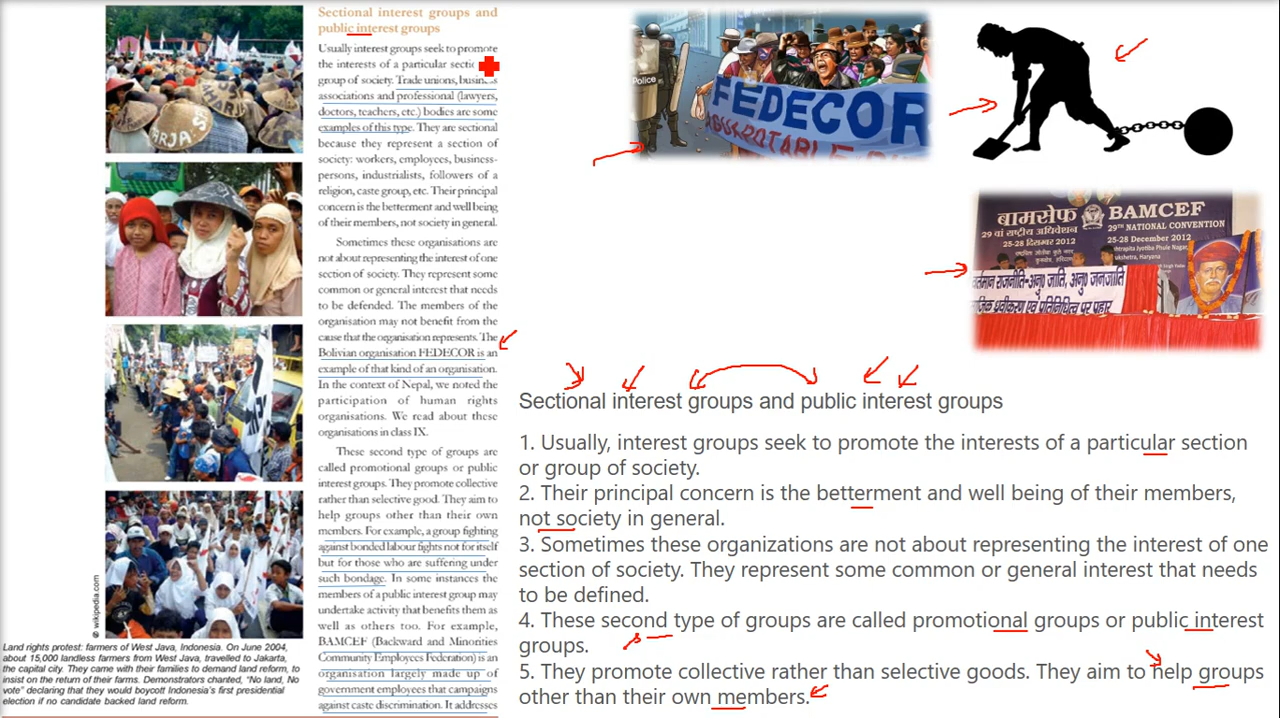 Sectional interest groups and
public interest groups
Usually interest groups seek to promote
the interests of a particular
group of society. Trade unions, business
associations and professional (lawyers,
doctors, teachers, etc.) bodies are some
examples of this type. They are sectional
because they represent a section of
society: workers, employees, business-
persons, industrialists, followers of a
religion, caste group, etc. Their principal
concern is the betterment and well being
of their members, not society in general.
Sometimes these organisations are
not about representing the interest of one
section of society. They represent some
common or general interest that needs
to be defended. The members of the
organisation may not benefit from the
cause that the organisation represents. The
Bolivian organisation FEDECOR is an
example of that kind of an organisation.
In the context of Nepal, we noted the
participation of human rights
organisations. We read about these
organisations in class IX.
These second type of groups are
called promotional groups or public
interest groups. They promote collective
rather than selective good. They aim to
help groups other than their own
members. For example, a group fighting
against bonded labour fights not for itself
but for those who are suffering under
such bondage. In some instances the
members of a public interest group may
undertake activity that benefits them as
well as others too. For example,
BAMCEF (Backward and Minorities
Community Employees Federation) is an
organisation largely made up of
government employees that campaigns
against caste discrimination. It addresses
© wikipedia.com
Land rights protest: farmers of West Java, Indonesia. On June 2004,
about 15,000 landless farmers from West Java, travelled to Jakarta,
the capital city. They came with their families to demand land reform, to
insist on the return of their farms. Demonstrators chanted, "No land, No
vote" declaring that they would boycott Indonesia's first presidential
election if no candidate backed land reform.
Police
FEDECOR
बामसेफ BAMCEF
29 वां राष्ट्रीय अधिवेशन 29TH NATIONAL CONVENTION
25-28 दिसम्बर 2012 25-28 December 2012
Sectional interest groups and public interest groups
1. Usually, interest groups seek to promote the interests of a particular section
or group of society.
2. Their principal concern is the betterment and well being of their members,
not society in general.
3. Sometimes these organizations are not about representing the interest of one
section of society. They represent some common or general interest that needs
to be defined.
4. These second type of groups are called promotional groups or public interest
groups.
5. They promote collective rather than selective goods. They aim to help groups
other than their own members.